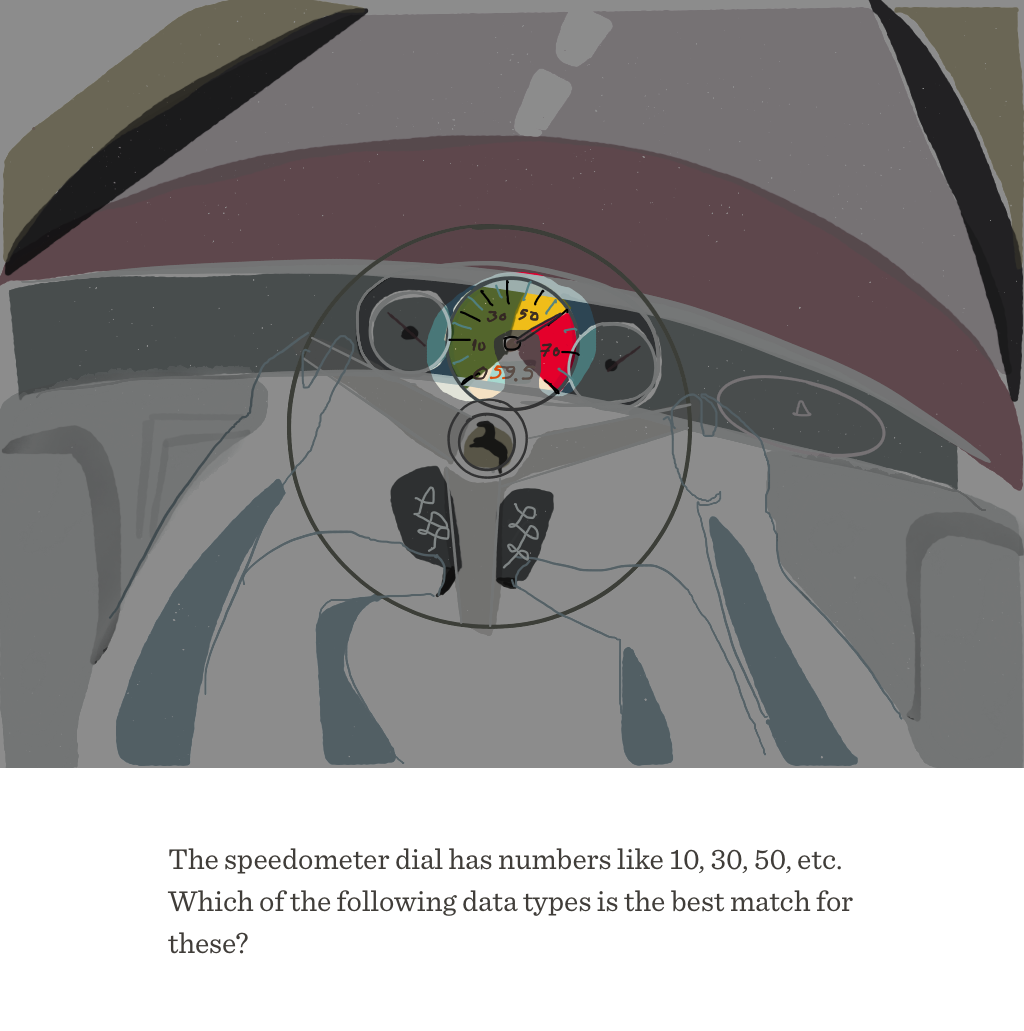 30 50
10 70
059.5
The speedometer dial has numbers like 10, 30, 50, etc.
Which of the following data types is the best match for
these?